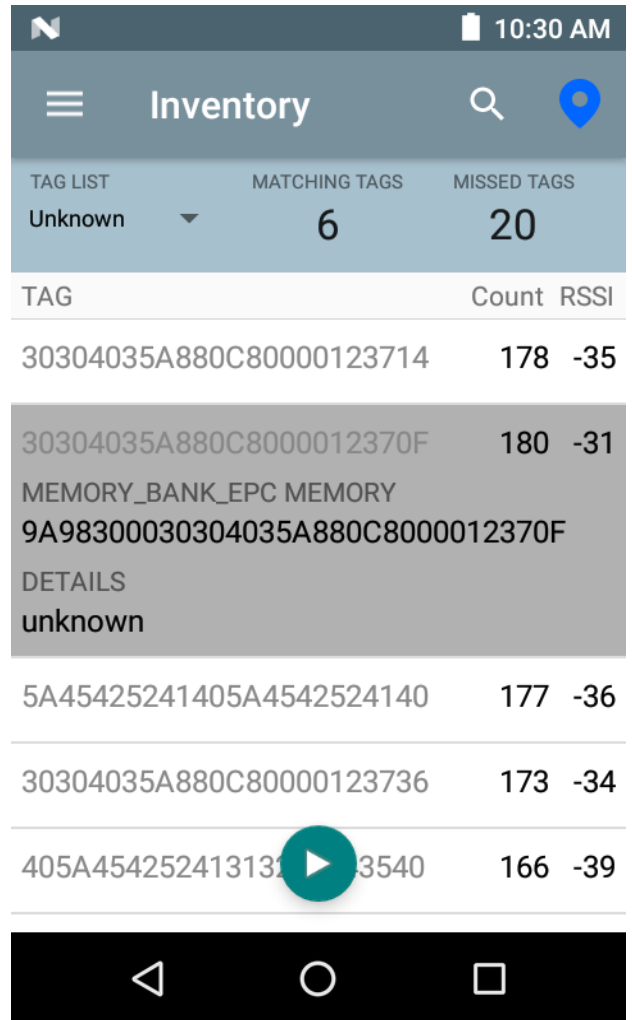 10:30 AM
Inventory
TAG LIST MATCHING TAGS MISSED TAGS
Unknown 6 20
TAG Count RSSI
30304035A880C80000123714 178 -35
30304035A880C8000012370F 180 -31
MEMORY_BANK_EPC MEMORY
9A98300030304035A880C8000012370F
DETAILS
unknown
5A45425241405A4542524140 177 -36
30304035A880C80000123736 173 -34
166 -39